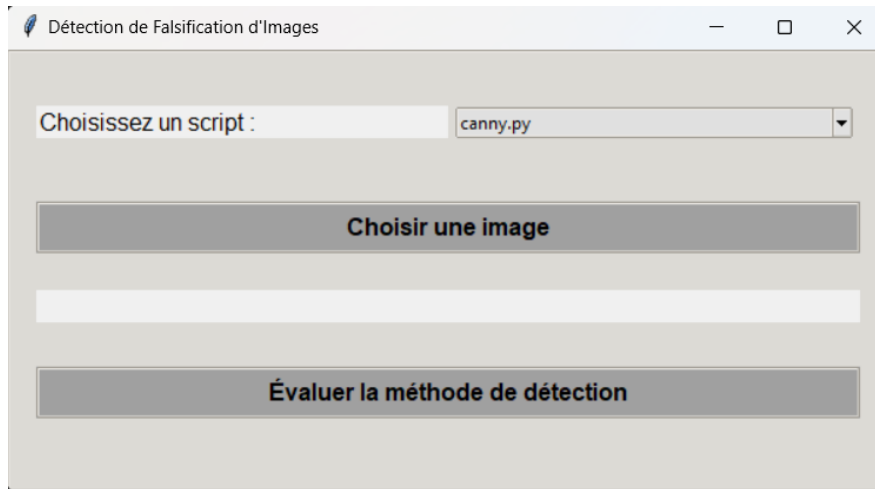 Détection de Falsification d'Images
Choisissez un script :
canny.py
Choisir une image
Évaluer la méthode de détection